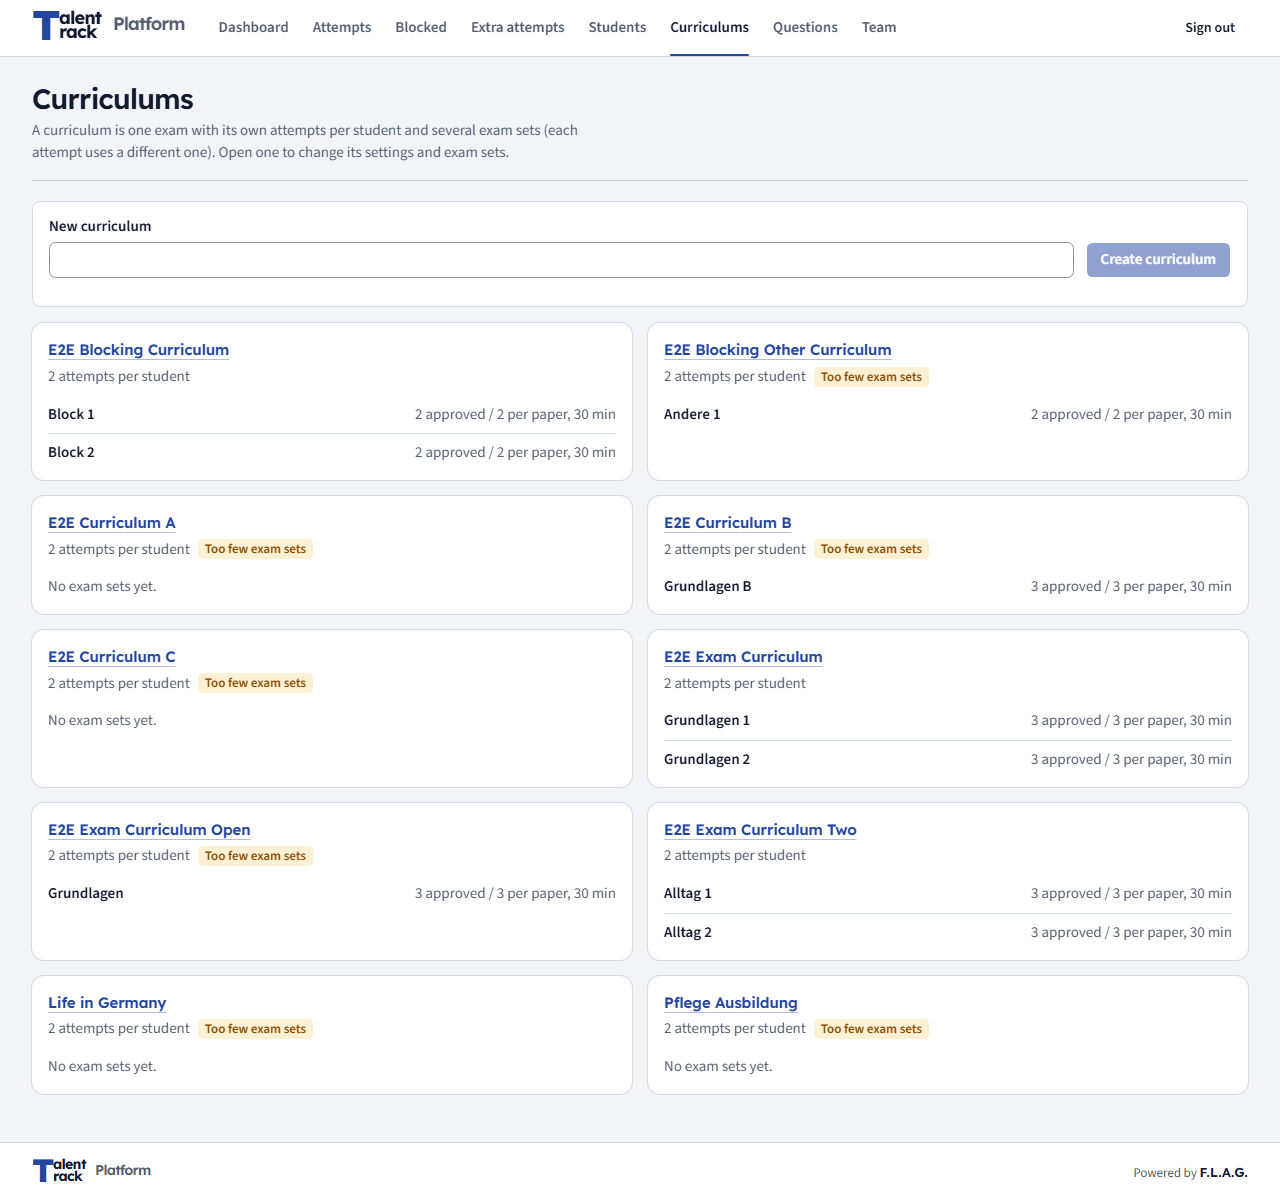 Talent Track Platform
Dashboard
Attempts
Blocked
Extra attempts
Students
Curriculums
Questions
Team
Sign out
Curriculums
A curriculum is one exam with its own attempts per student and several exam sets (each
attempt uses a different one). Open one to change its settings and exam sets.
New curriculum
Create curriculum
E2E Blocking Curriculum
2 attempts per student
Block 1 2 approved / 2 per paper, 30 min
Block 2 2 approved / 2 per paper, 30 min
E2E Blocking Other Curriculum
2 attempts per student Too few exam sets
Andere 1 2 approved / 2 per paper, 30 min
E2E Curriculum A
2 attempts per student Too few exam sets
No exam sets yet.
E2E Curriculum B
2 attempts per student Too few exam sets
Grundlagen B 3 approved / 3 per paper, 30 min
E2E Curriculum C
2 attempts per student Too few exam sets
No exam sets yet.
E2E Exam Curriculum
2 attempts per student
Grundlagen 1 3 approved / 3 per paper, 30 min
Grundlagen 2 3 approved / 3 per paper, 30 min
E2E Exam Curriculum Open
2 attempts per student Too few exam sets
Grundlagen 3 approved / 3 per paper, 30 min
E2E Exam Curriculum Two
2 attempts per student
Alltag 1 3 approved / 3 per paper, 30 min
Alltag 2 3 approved / 3 per paper, 30 min
Life in Germany
2 attempts per student Too few exam sets
No exam sets yet.
Pflege Ausbildung
2 attempts per student Too few exam sets
No exam sets yet.
Talent Track Platform
Powered by F.L.A.G.